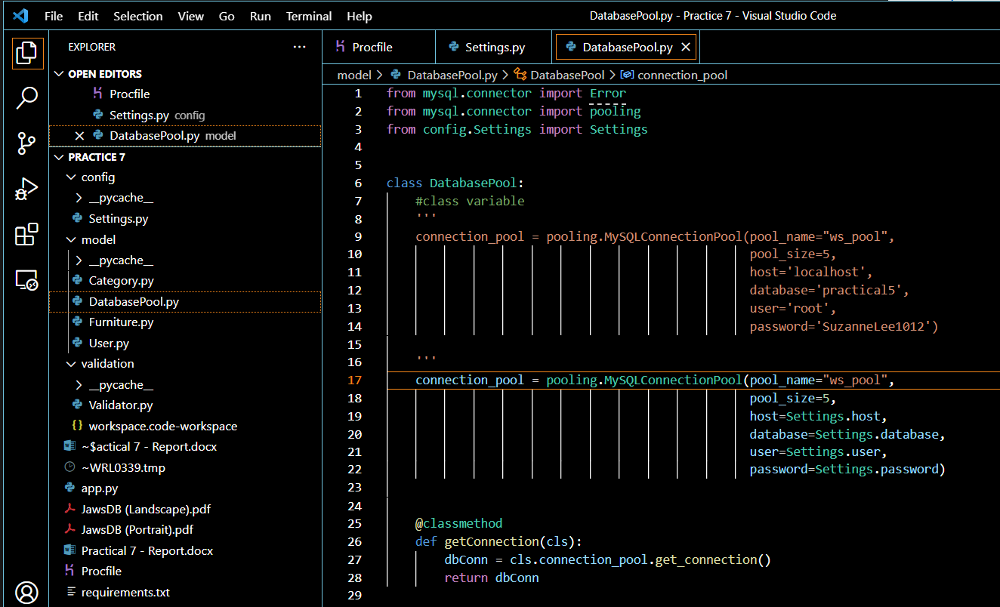 File Edit Selection View Go Run Terminal Help
DatabasePool.py - Practice 7 - Visual Studio Code
EXPLORER
OPEN EDITORS
Procfile
Settings.py config
DatabasePool.py model
PRACTICE 7
config
__pycache__
Settings.py
model
__pycache__
Category.py
DatabasePool.py
Furniture.py
User.py
validation
__pycache__
Validator.py
{} workspace.code-workspace
~$actical 7 - Report.docx
~WRL0339.tmp
app.py
JawsDB (Landscape).pdf
JawsDB (Portrait).pdf
Practical 7 - Report.docx
Procfile
requirements.txt
Procfile
Settings.py
DatabasePool.py
model > DatabasePool.py > DatabasePool > connection_pool
1 from mysql.connector import Error
2 from mysql.connector import pooling
3 from config.Settings import Settings
4
5
6 class DatabasePool:
7 #class variable
8 '''
9 connection_pool = pooling.MySQLConnectionPool(pool_name="ws_pool",
10 pool_size=5,
11 host='localhost',
12 database='practical5',
13 user='root',
14 password='SuzanneLee1012')
15
16 '''
17 connection_pool = pooling.MySQLConnectionPool(pool_name="ws_pool",
18 pool_size=5,
19 host=Settings.host,
20 database=Settings.database,
21 user=Settings.user,
22 password=Settings.password)
23
24
25 @classmethod
26 def getConnection(cls):
27 dbConn = cls.connection_pool.get_connection()
28 return dbConn
29